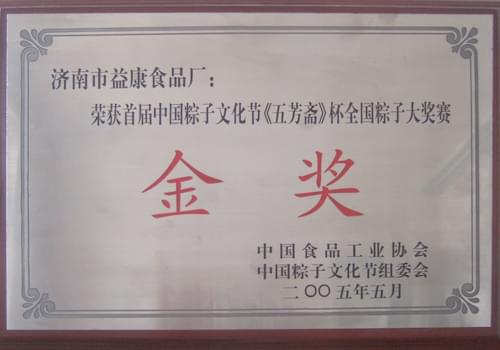 济南市益康食品厂：
荣获首届中国粽子文化节《五芳斋》杯全国粽子大奖赛
金奖
中国食品工业协会
中国粽子文化节组委会
二〇〇五年五月